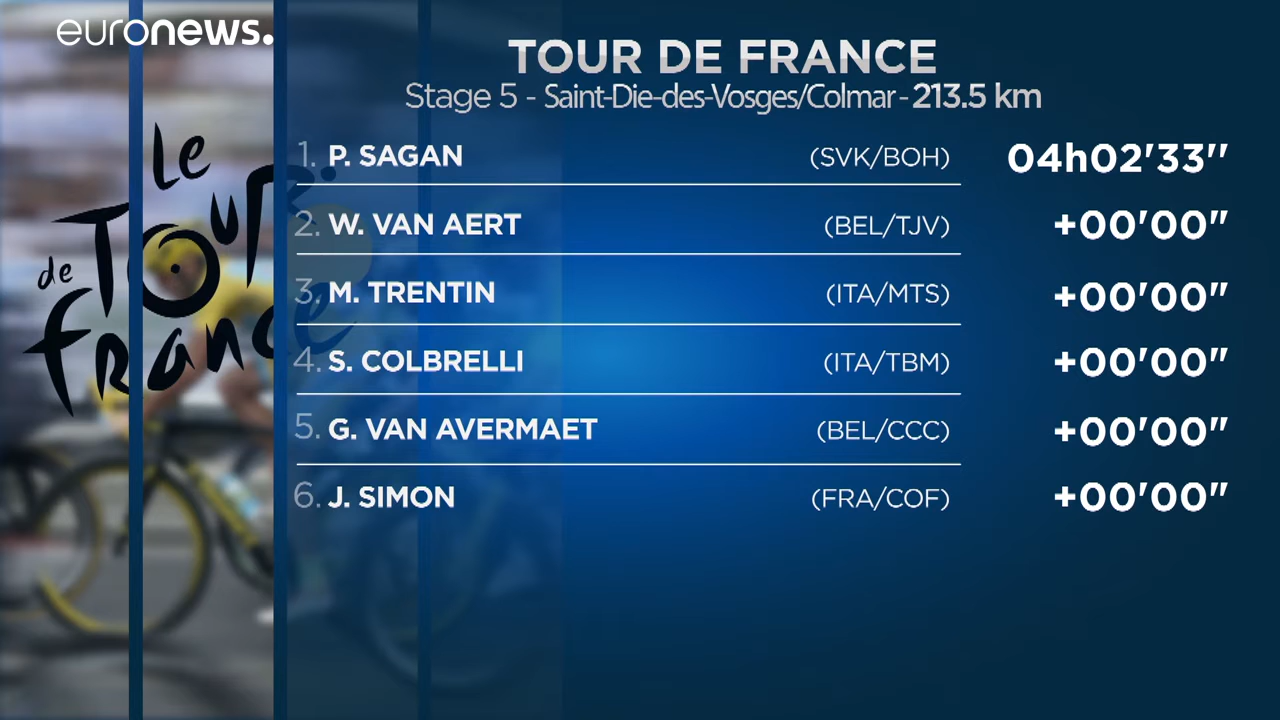 euronews.
TOUR DE FRANCE
Stage 5 - Saint-Die-des-Vosges/Colmar - 213.5 km
Le
TOUR
de
france
1. P. SAGAN (SVK/BOH) 04h02'33''
2. W. VAN AERT (BEL/TJV) +00'00''
3. M. TRENTIN (ITA/MTS) +00'00''
4. S. COLBRELLI (ITA/TBM) +00'00''
5. G. VAN AVERMAET (BEL/CCC) +00'00''
6. J. SIMON (FRA/COF) +00'00''